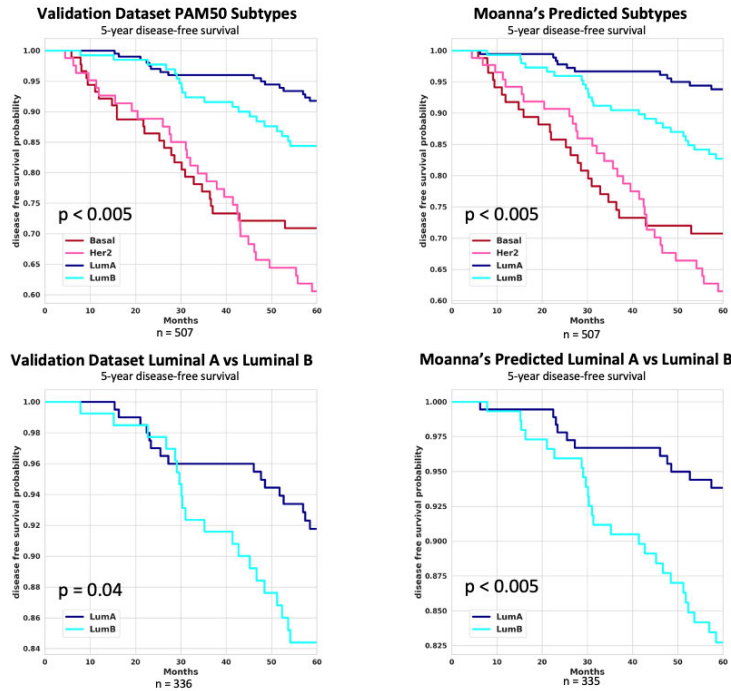 Validation Dataset PAM50 Subtypes
5-year disease-free survival
disease free survival probability
1.00
0.95
0.90
0.85
0.80
0.75
0.70
0.65
0.60
p < 0.005
Basal
Her2
LumA
LumB
0 10 20 30 40 50 60
Months
n = 507
Moanna's Predicted Subtypes
5-year disease-free survival
disease free survival probability
1.00
0.95
0.90
0.85
0.80
0.75
0.70
0.65
0.60
p < 0.005
Basal
Her2
LumA
LumB
0 10 20 30 40 50 60
Months
n = 507
Validation Dataset Luminal A vs Luminal B
5-year disease-free survival
disease free survival probability
1.00
0.98
0.96
0.94
0.92
0.90
0.88
0.86
0.84
p = 0.04
LumA
LumB
0 10 20 30 40 50 60
Months
n = 336
Moanna's Predicted Luminal A vs Luminal B
5-year disease-free survival
disease free survival probability
1.000
0.975
0.950
0.925
0.900
0.875
0.850
0.825
p < 0.005
LumA
LumB
0 10 20 30 40 50 60
Months
n = 335